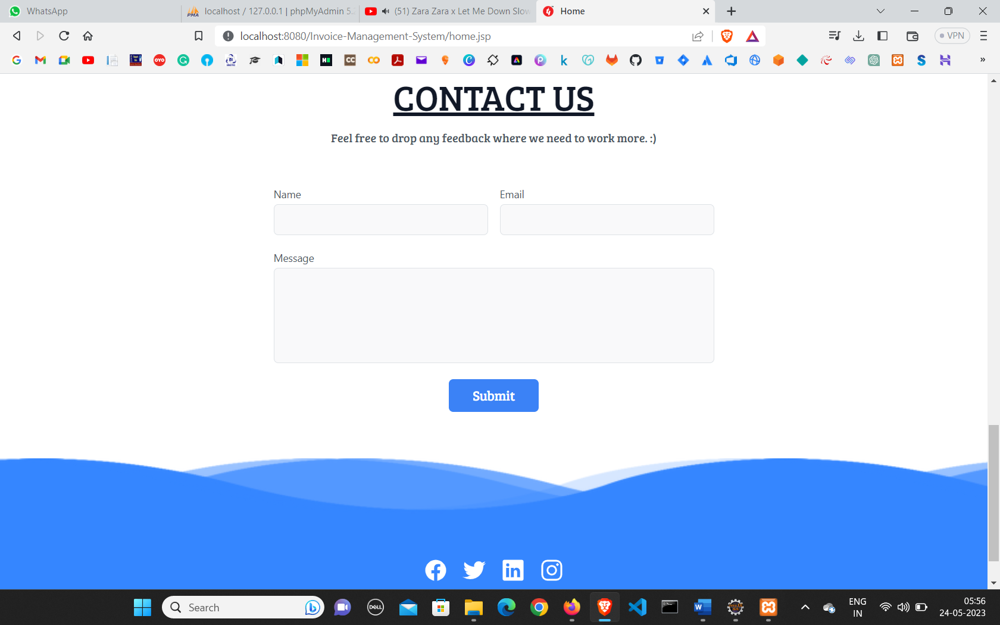 WhatsApp
localhost / 127.0.0.1 | phpMyAdmin 5.
(51) Zara Zara x Let Me Down Slow
Home
localhost:8080/Invoice-Management-System/home.jsp
VPN
CONTACT US
Feel free to drop any feedback where we need to work more. :)
Name
Email
Message
Submit
Search
ENG
IN
05:56
24-05-2023